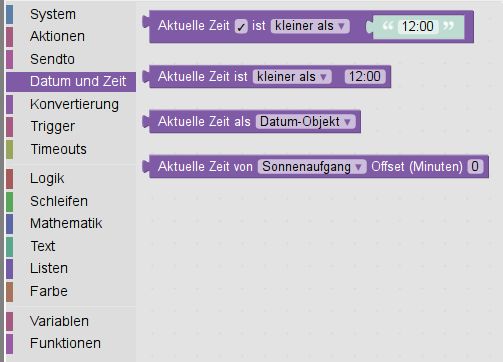 System
Aktionen
Sendto
Datum und Zeit
Konvertierung
Trigger
Timeouts
Logik
Schleifen
Mathematik
Text
Listen
Farbe
Variablen
Funktionen
Aktuelle Zeit ✓ ist kleiner als ▾ “ 12:00 ”
Aktuelle Zeit ist kleiner als ▾ 12:00
Aktuelle Zeit als Datum-Objekt ▾
Aktuelle Zeit von Sonnenaufgang ▾ Offset (Minuten) 0